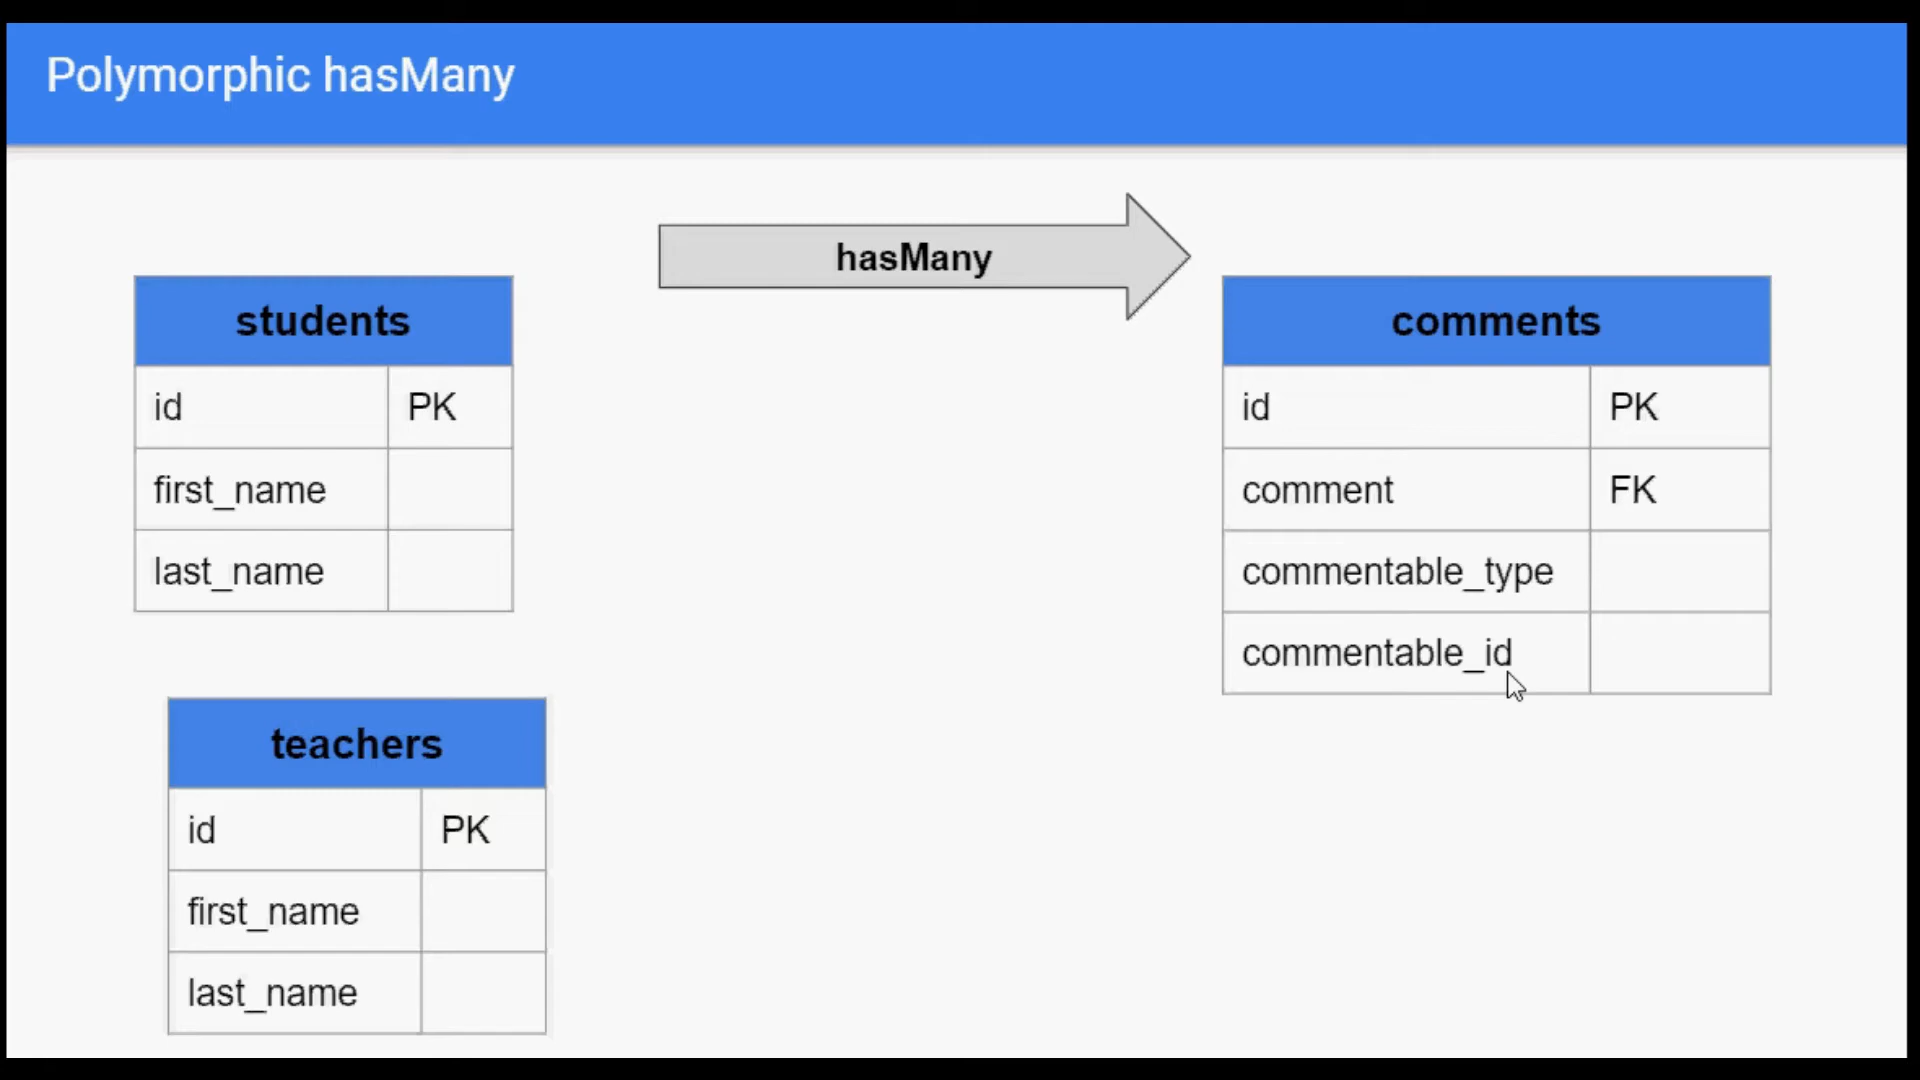 Polymorphic hasMany
hasMany
students
id PK
first_name
last_name
comments
id PK
comment FK
commentable_type
commentable_id
teachers
id PK
first_name
last_name